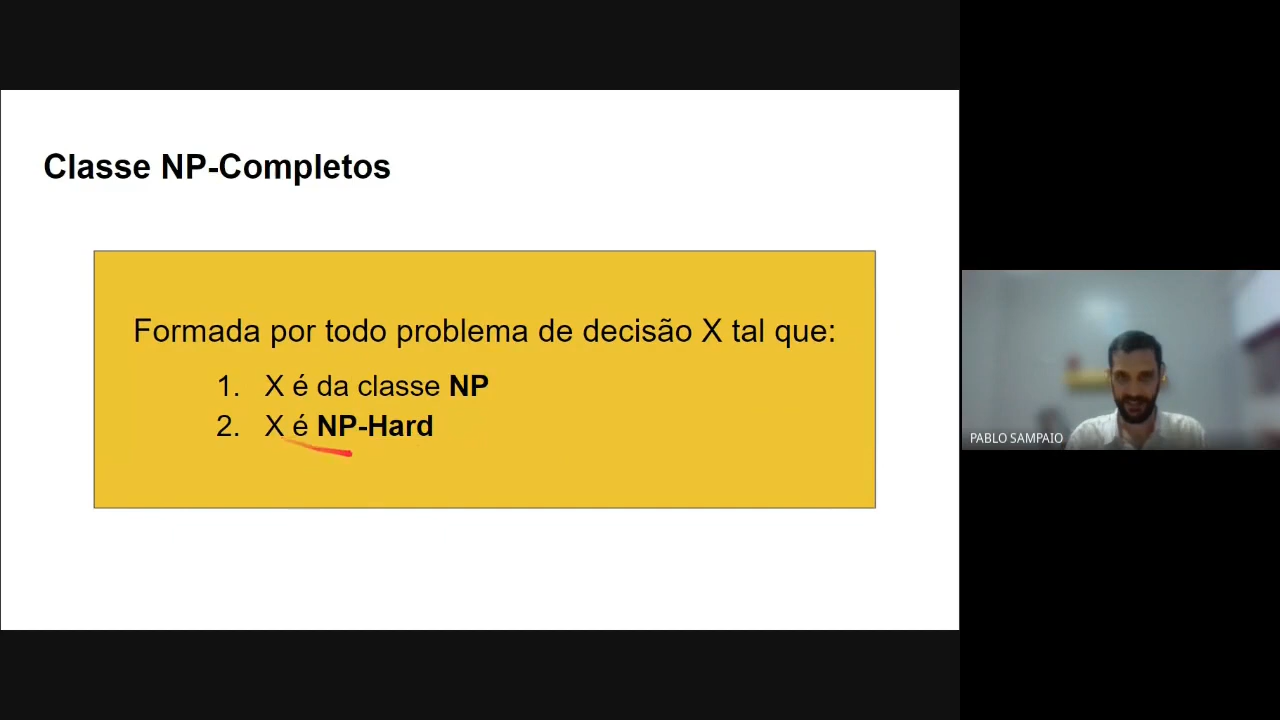 Classe NP-Completos
Formada por todo problema de decisão X tal que:
1. X é da classe NP
2. X é NP-Hard
PABLO SAMPAIO